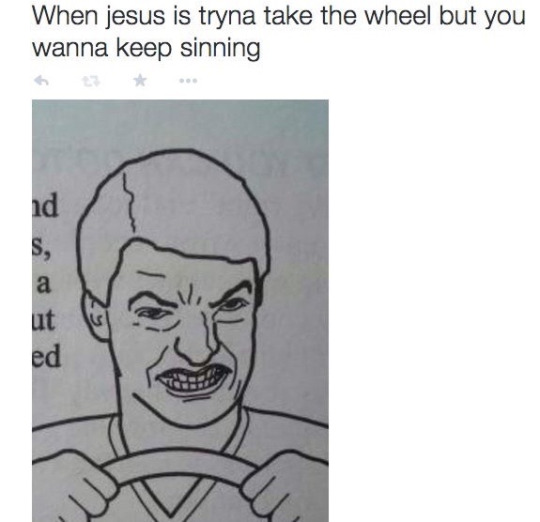 When jesus is tryna take the wheel but you
wanna keep sinning
nd
s,
a
ut
ed